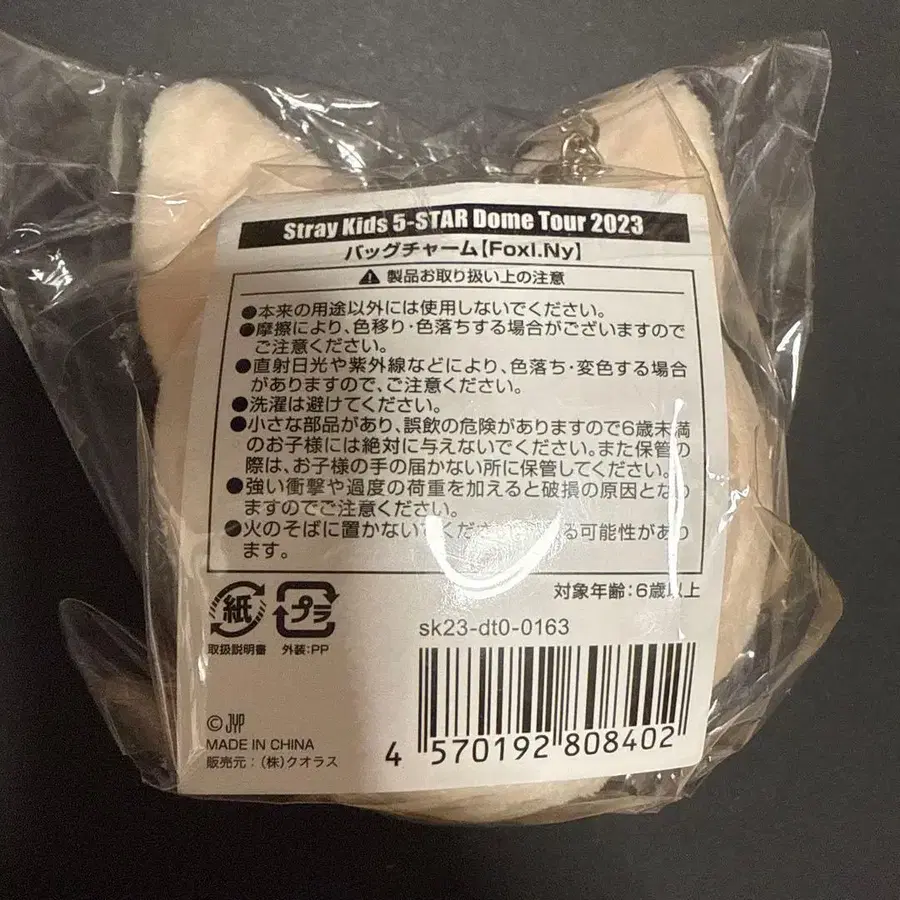 Stray Kids 5-STAR Dome Tour 2023
バッグチャーム【FoxI.Ny】
製品お取り扱い上の注意
●本来の用途以外には使用しないでください。
●摩擦により、色移り・色落ちする場合がございますので
ご注意ください。
●直射日光や紫外線などにより、色落ち・変色する場合
がありますので、ご注意ください。
●洗濯は避けてください。
●小さな部品があり、誤飲の危険がありますので6歳未満
のお子様には絶対に与えないでください。また保管の
際は、お子様の手の届かない所に保管してください。
●強い衝撃や過度の荷重を加えると破損の原因となり
ますのでご注意ください。
●火のそばに置かないでくださ る可能性があり
ます。
対象年齢:6歳以上
紙 プラ
取扱説明書 外装:PP
sk23-dt0-0163
© JYP
MADE IN CHINA
販売元:(株)クオラス
4 570192 808402